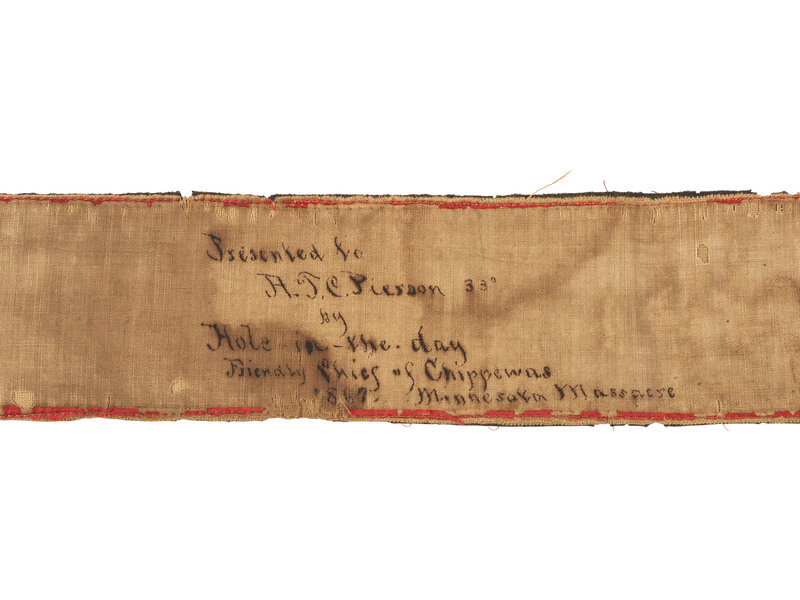 Presented to
A.T.C. Pierson 33°
by
Hole-in-the-day
Friendly Chief of Chippewas
Minnesota Massacre